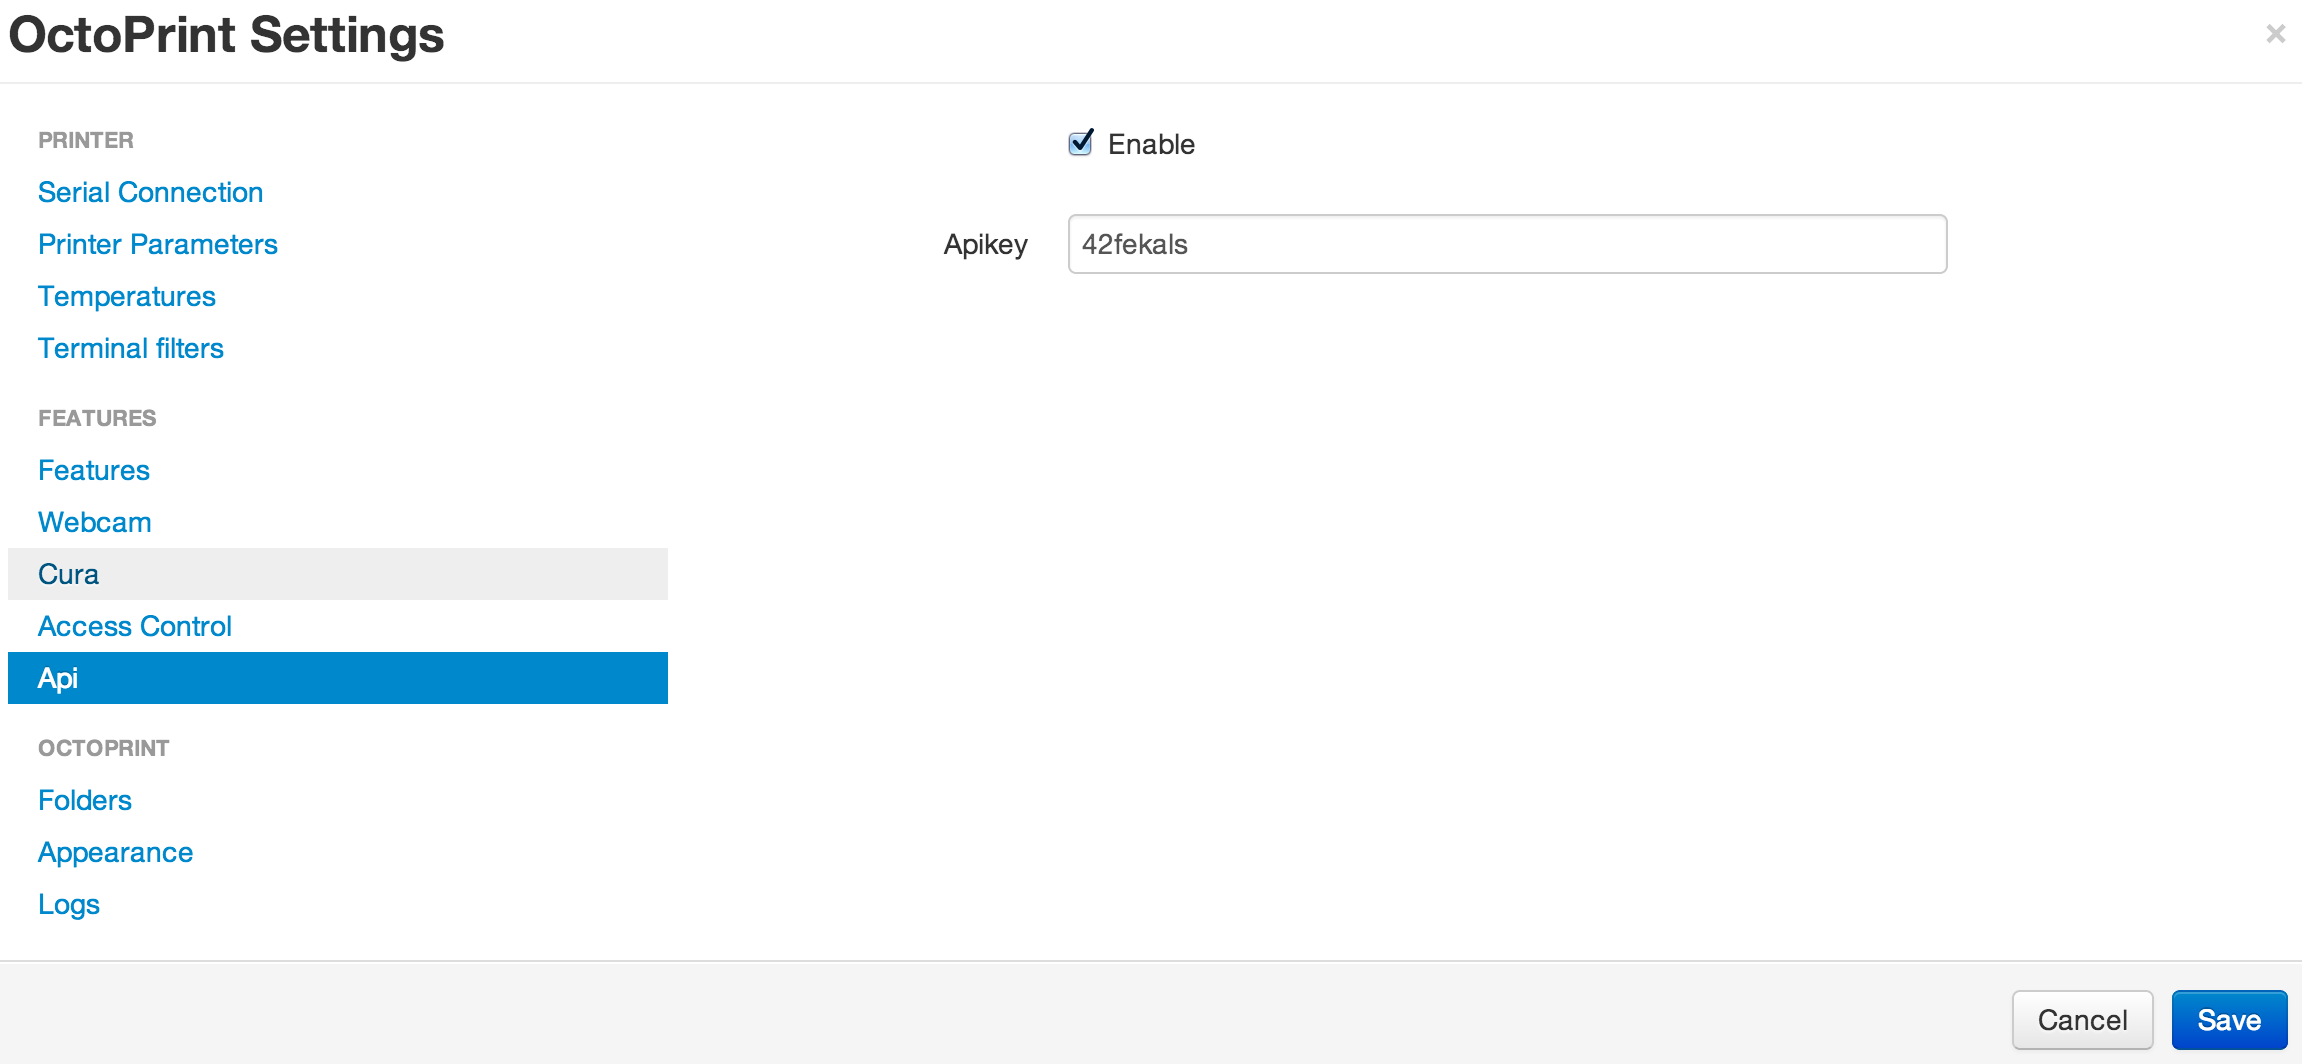 OctoPrint Settings
×
PRINTER
Serial Connection
Printer Parameters
Temperatures
Terminal filters
FEATURES
Features
Webcam
Cura
Access Control
Api
OCTOPRINT
Folders
Appearance
Logs
Enable
Apikey 42fekals
Cancel Save